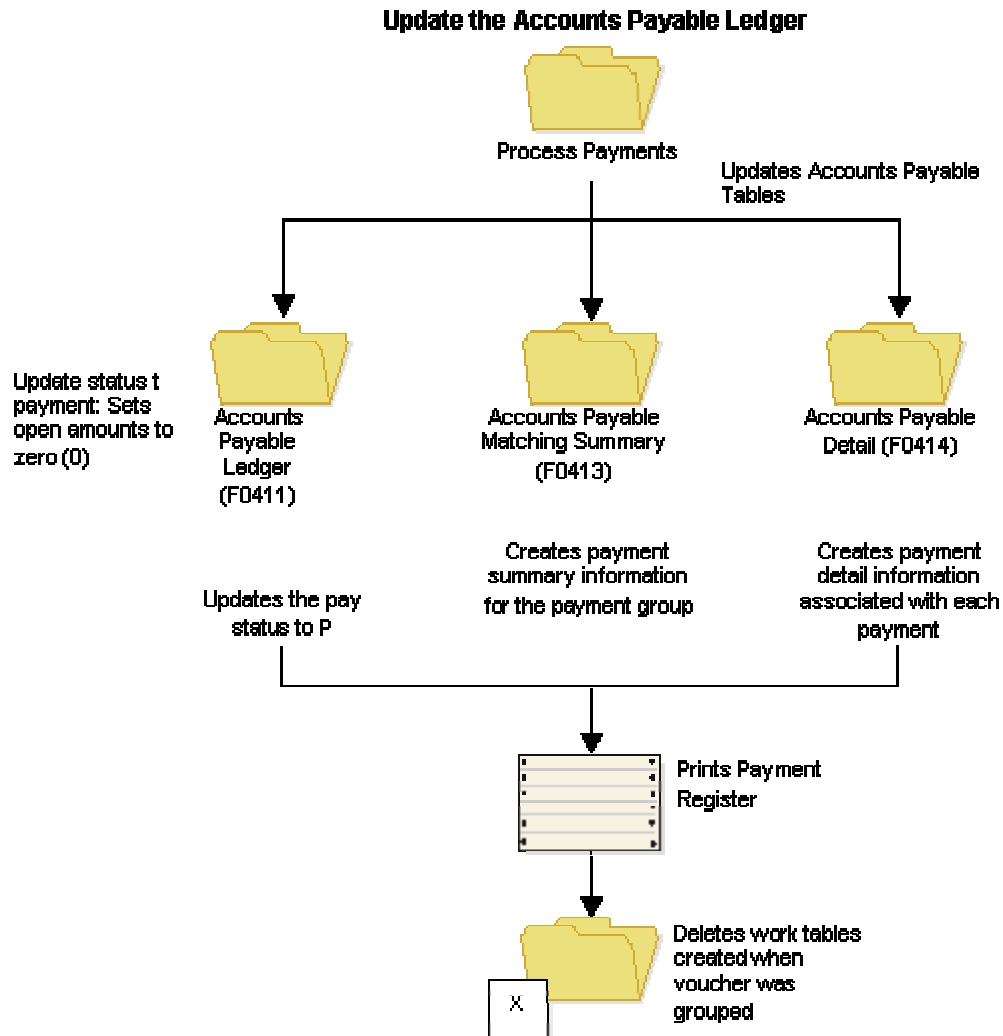 Update the Accounts Payable Ledger
Process Payments
Updates Accounts Payable
Tables
Update status t
payment: Sets
open amounts to
zero (0)
Accounts
Payable
Ledger
(F0411)
Accounts Payable
Matching Summary
(F0413)
Accounts Payable
Detail (F0414)
Updates the pay
status to P
Creates payment
summary information
for the payment group
Creates payment
detail information
associated with each
payment
Prints Payment
Register
Deletes work tables
created when
voucher was
grouped
X